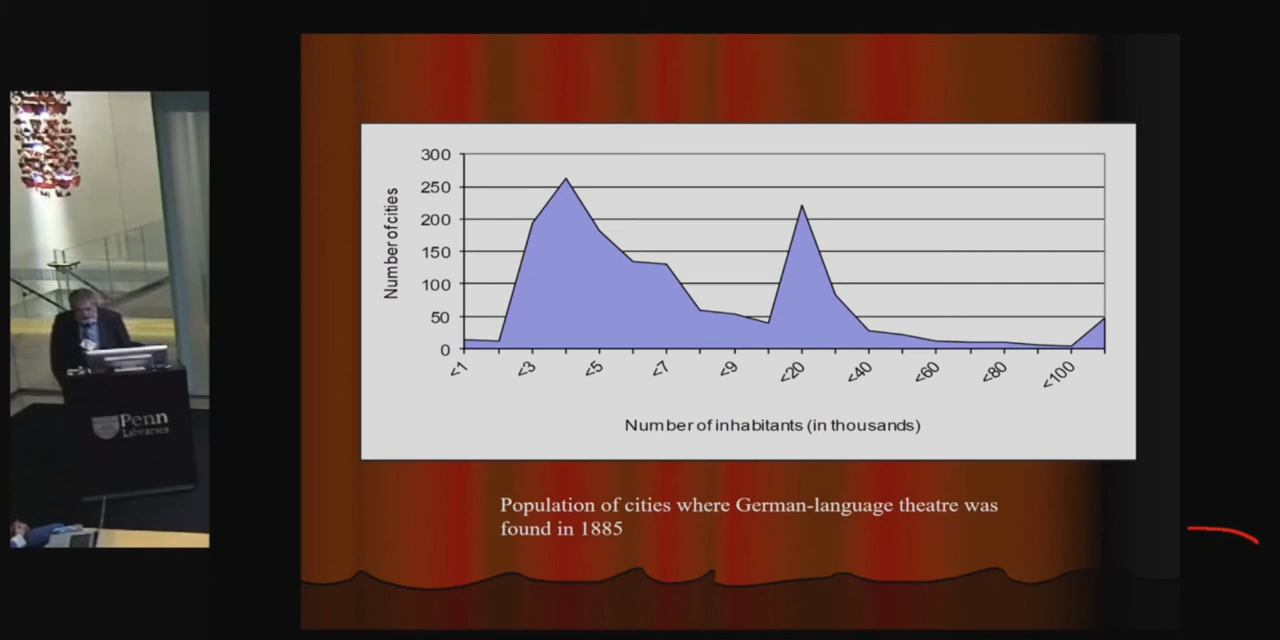 Penn
Libraries
300
250
200
150
100
50
0
Number of cities
<1
<3
<5
<7
<9
<20
<40
<60
<80
<100
Number of inhabitants (in thousands)
Population of cities where German-language theatre was
found in 1885